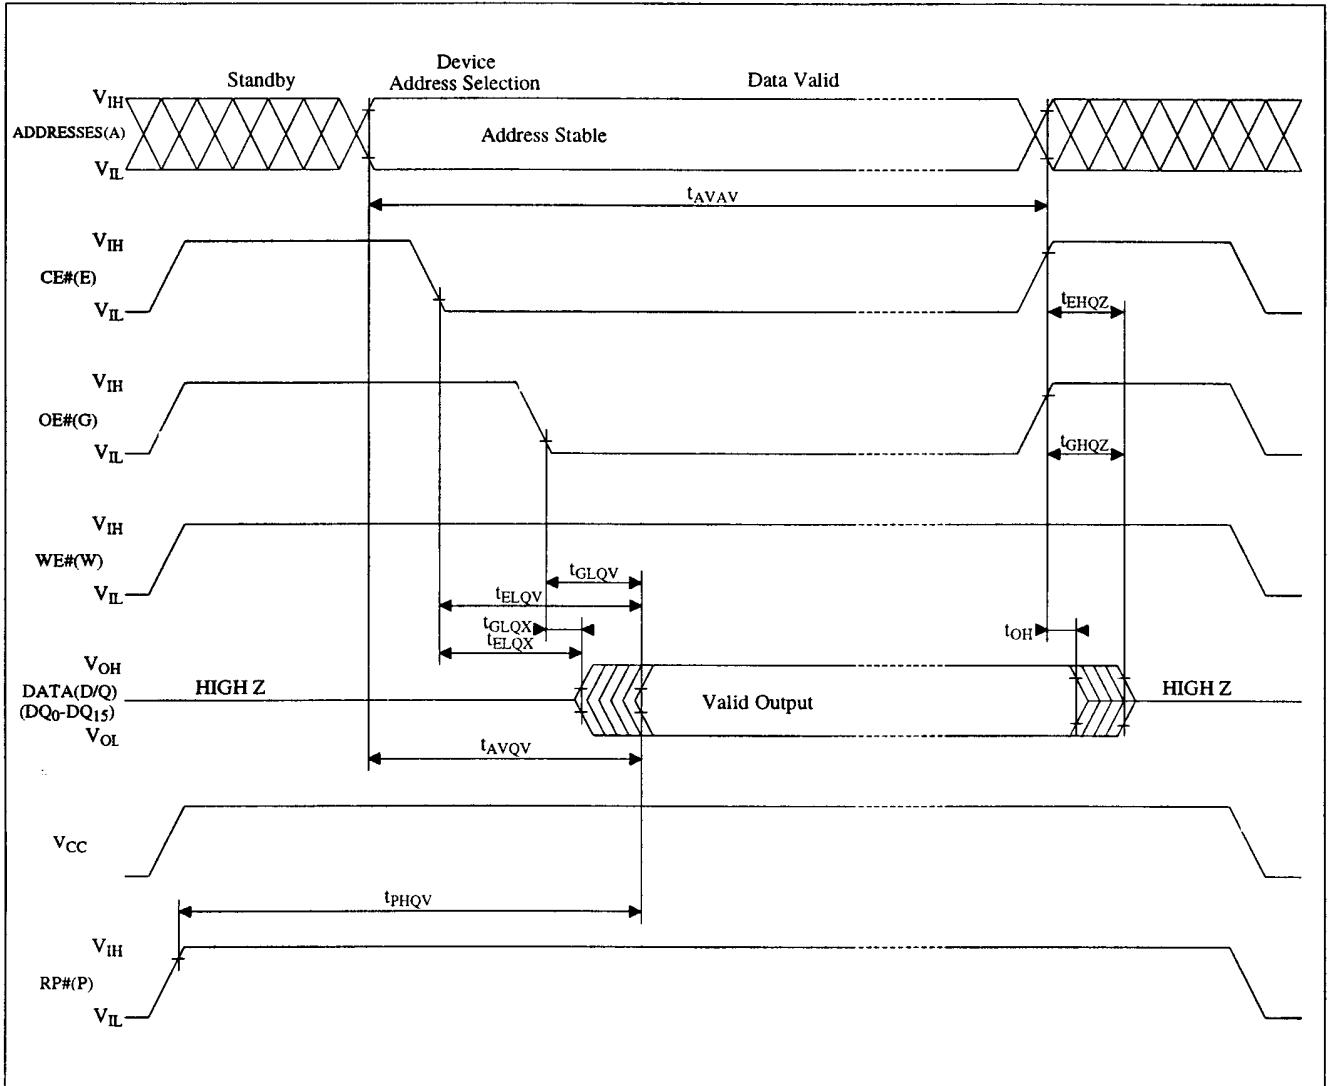 Device
Standby Address Selection Data Valid
VIH
ADDRESSES(A) Address Stable
VIL
tAVAV
VIH
CE#(E)
VIL
tEHQZ
VIH
OE#(G)
VIL
tGHQZ
VIH
WE#(W)
VIL
tGLQV
tELQV
tGLQX
tELQX
tOH
VOH
DATA(D/Q) HIGH Z Valid Output HIGH Z
(DQ0-DQ15)
VOL
tAVQV
VCC
tPHQV
VIH
RP#(P)
VIL